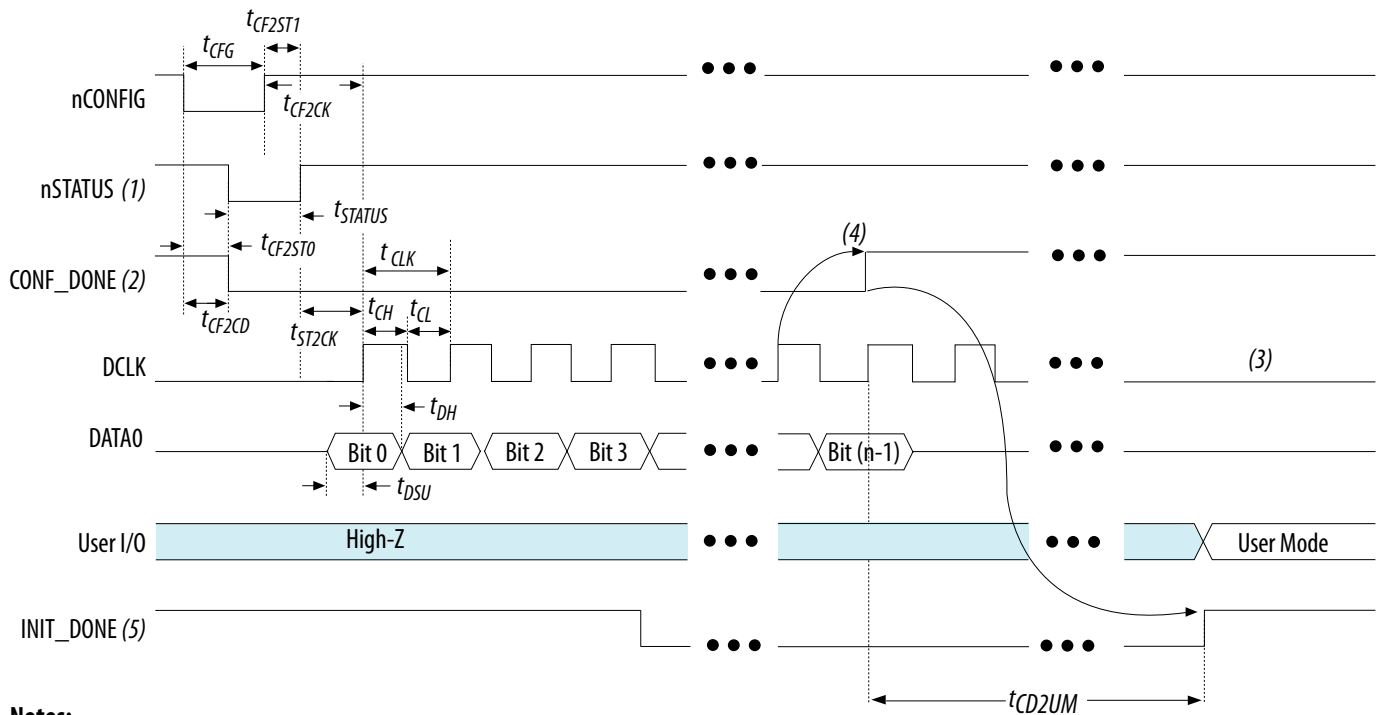 tCF2ST1
tCFG
nCONFIG
tCF2CK
nSTATUS (1)
tSTATUS
tCF2ST0
tCLK
(4)
CONF_DONE (2)
tCF2CD
tST2CK
tCH
tCL
DCLK
(3)
tDH
DATA0
Bit 0
Bit 1
Bit 2
Bit 3
Bit (n-1)
tDSU
User I/O
High-Z
User Mode
INIT_DONE (5)
tCD2UM
Notes: